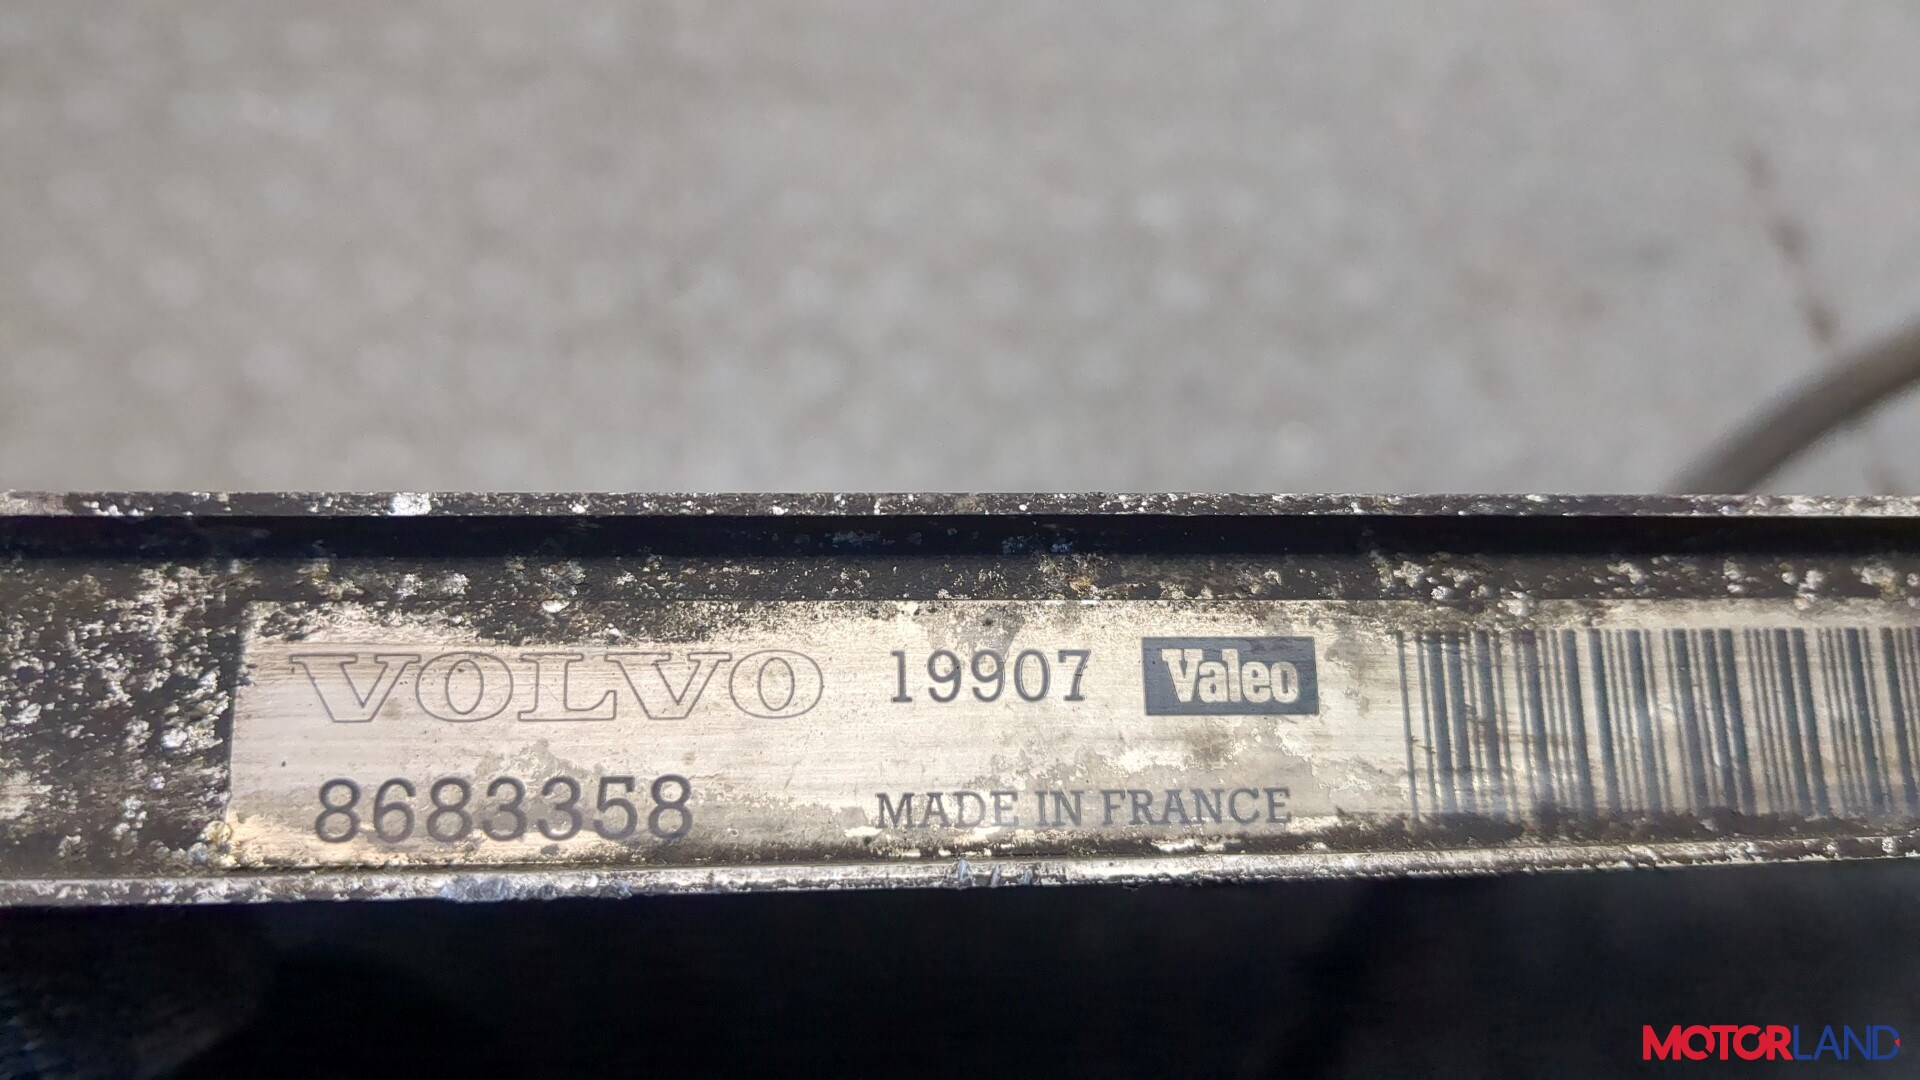 VOLVO 19907 Valeo
8683358 MADE IN FRANCE
MOTORLAND